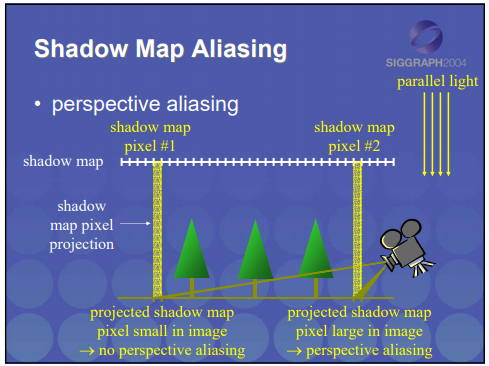 Shadow Map Aliasing
SIGGRAPH2004
parallel light
• perspective aliasing
shadow map
pixel #1
shadow map
pixel #2
shadow map
shadow
map pixel
projection
projected shadow map
pixel small in image
→ no perspective aliasing
projected shadow map
pixel large in image
→ perspective aliasing